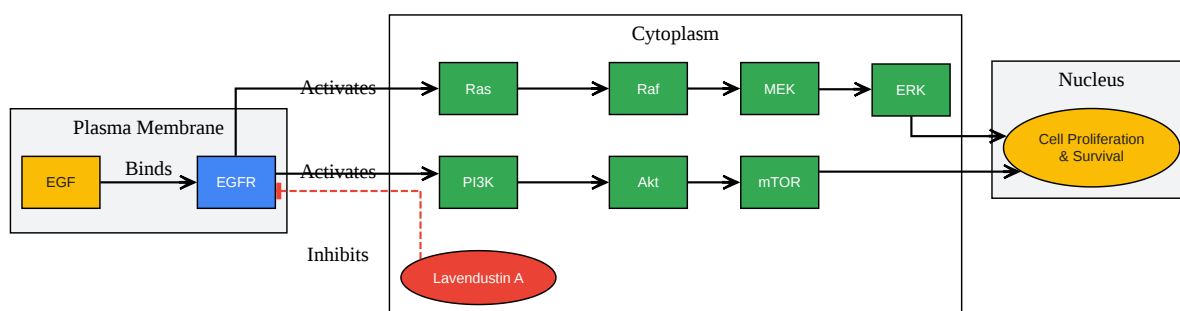 Cytoplasm
Plasma Membrane
Nucleus
EGF
Binds
EGFR
Activates
Ras
Raf
MEK
ERK
Activates
PI3K
Akt
mTOR
Cell Proliferation
& Survival
Inhibits
Lavendustin A